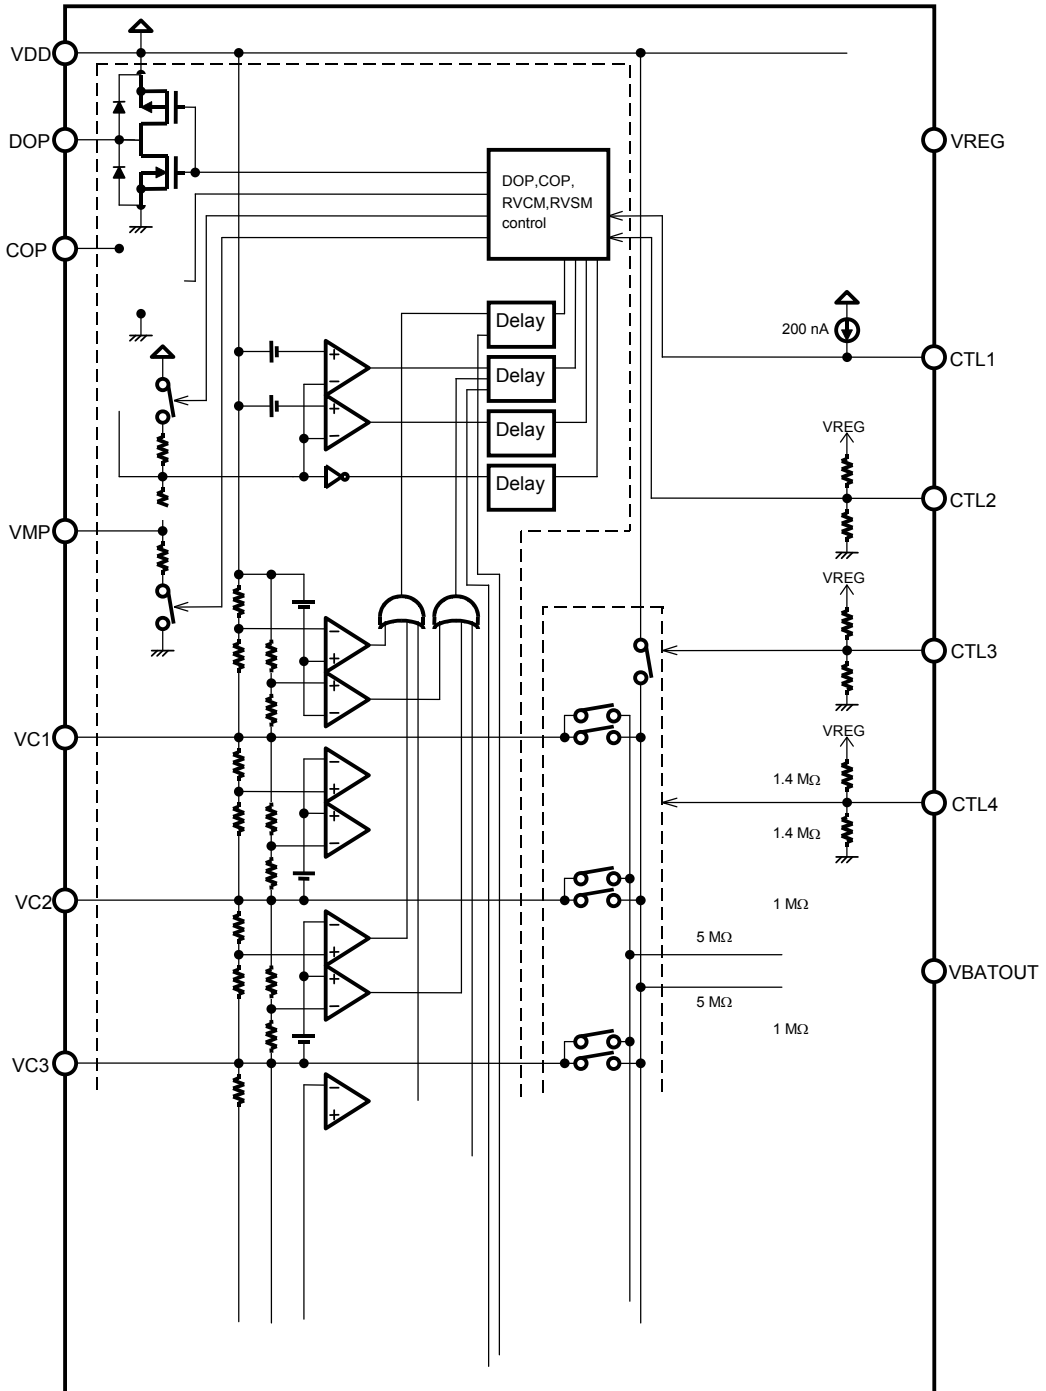 VDD
DOP
VREG
DOP,COP,
RVCM,RVSM
control
COP
Delay
200 nA
+
−
CTL1
Delay
+
−
Delay
VREG
Delay
CTL2
VMP
VREG
−
+
CTL3
+
−
VC1
VREG
−
+
1.4 MΩ
CTL4
+
−
1.4 MΩ
VC2
1 MΩ
−
+
5 MΩ
VBATOUT
+
−
5 MΩ
1 MΩ
VC3
−
+